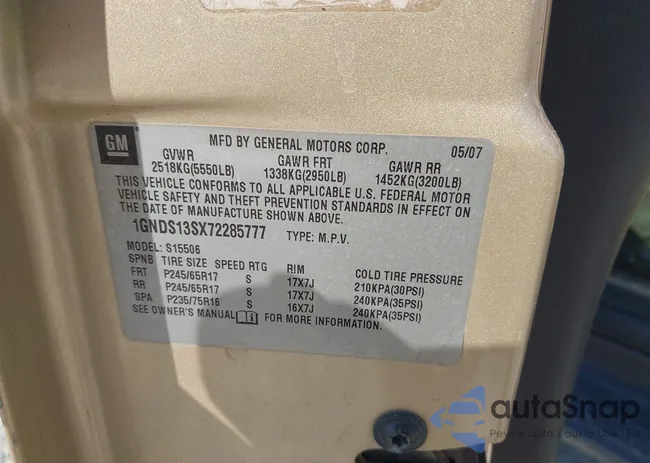 GM
MFD BY GENERAL MOTORS CORP. 05/07
GVWR GAWR FRT GAWR RR
2518KG(5550LB) 1338KG(2950LB) 1452KG(3200LB)
THIS VEHICLE CONFORMS TO ALL APPLICABLE U.S. FEDERAL MOTOR
VEHICLE SAFETY AND THEFT PREVENTION STANDARDS IN EFFECT ON
THE DATE OF MANUFACTURE SHOWN ABOVE.
1GNDS13SX72285777 TYPE: M.P.V.
MODEL: S15506
SPNB TIRE SIZE SPEED RTG RIM COLD TIRE PRESSURE
FRT P245/65R17 S 17X7J 210KPA(30PSI)
RR P245/65R17 S 17X7J 240KPA(35PSI)
SPA P235/75R16 S 16X7J 240KPA(35PSI)
SEE OWNER'S MANUAL FOR MORE INFORMATION.
autaSnap